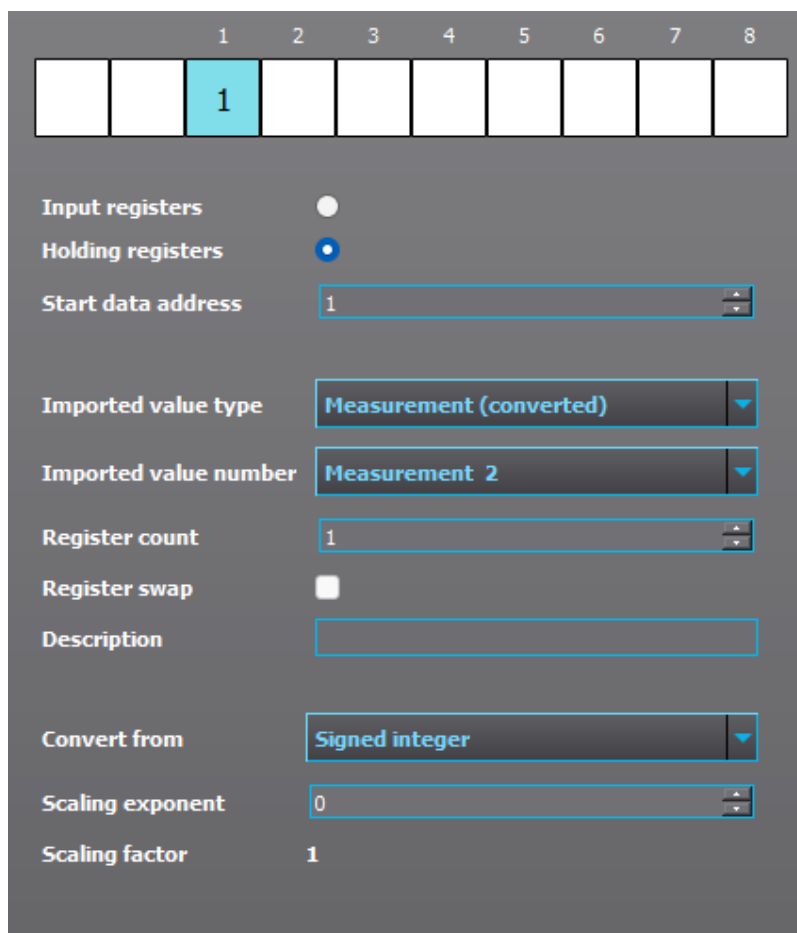 1 2 3 4 5 6 7 8
1
Input registers
Holding registers
Start data address 1
Imported value type Measurement (converted)
Imported value number Measurement 2
Register count 1
Register swap
Description
Convert from Signed integer
Scaling exponent 0
Scaling factor 1